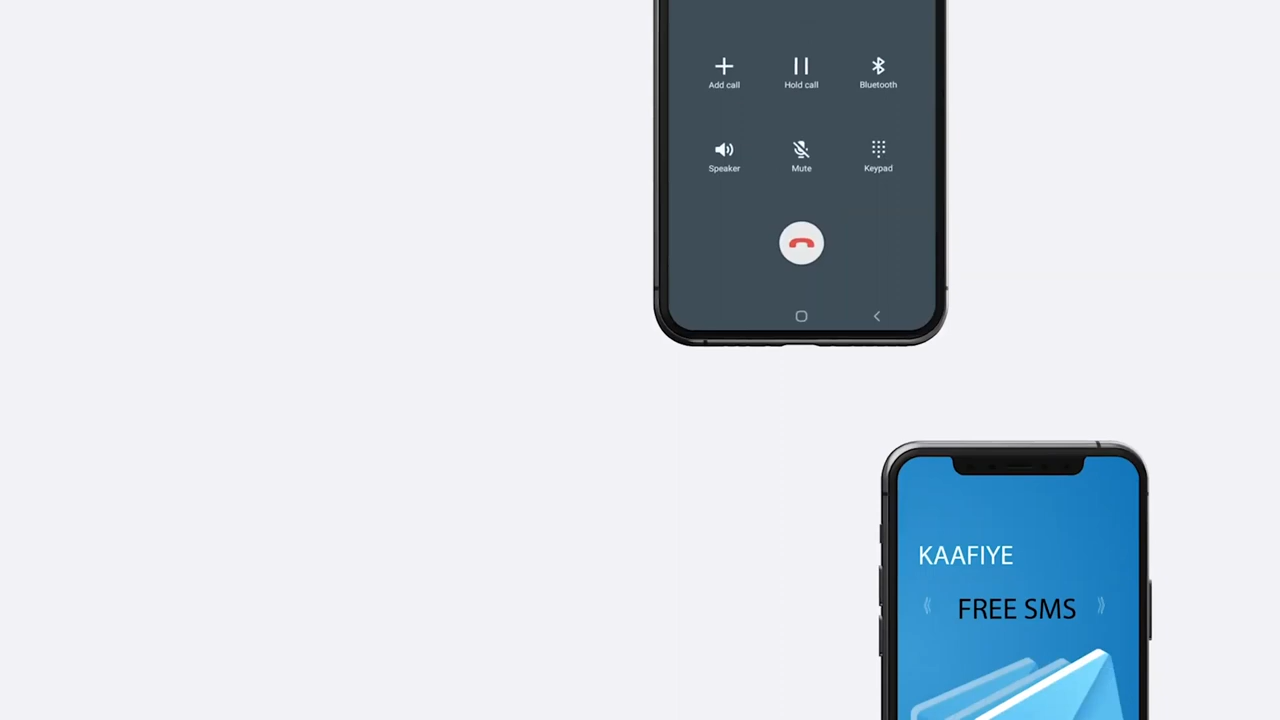 Add call Hold call Bluetooth
Speaker Mute Keypad
KAAFIYE
FREE SMS